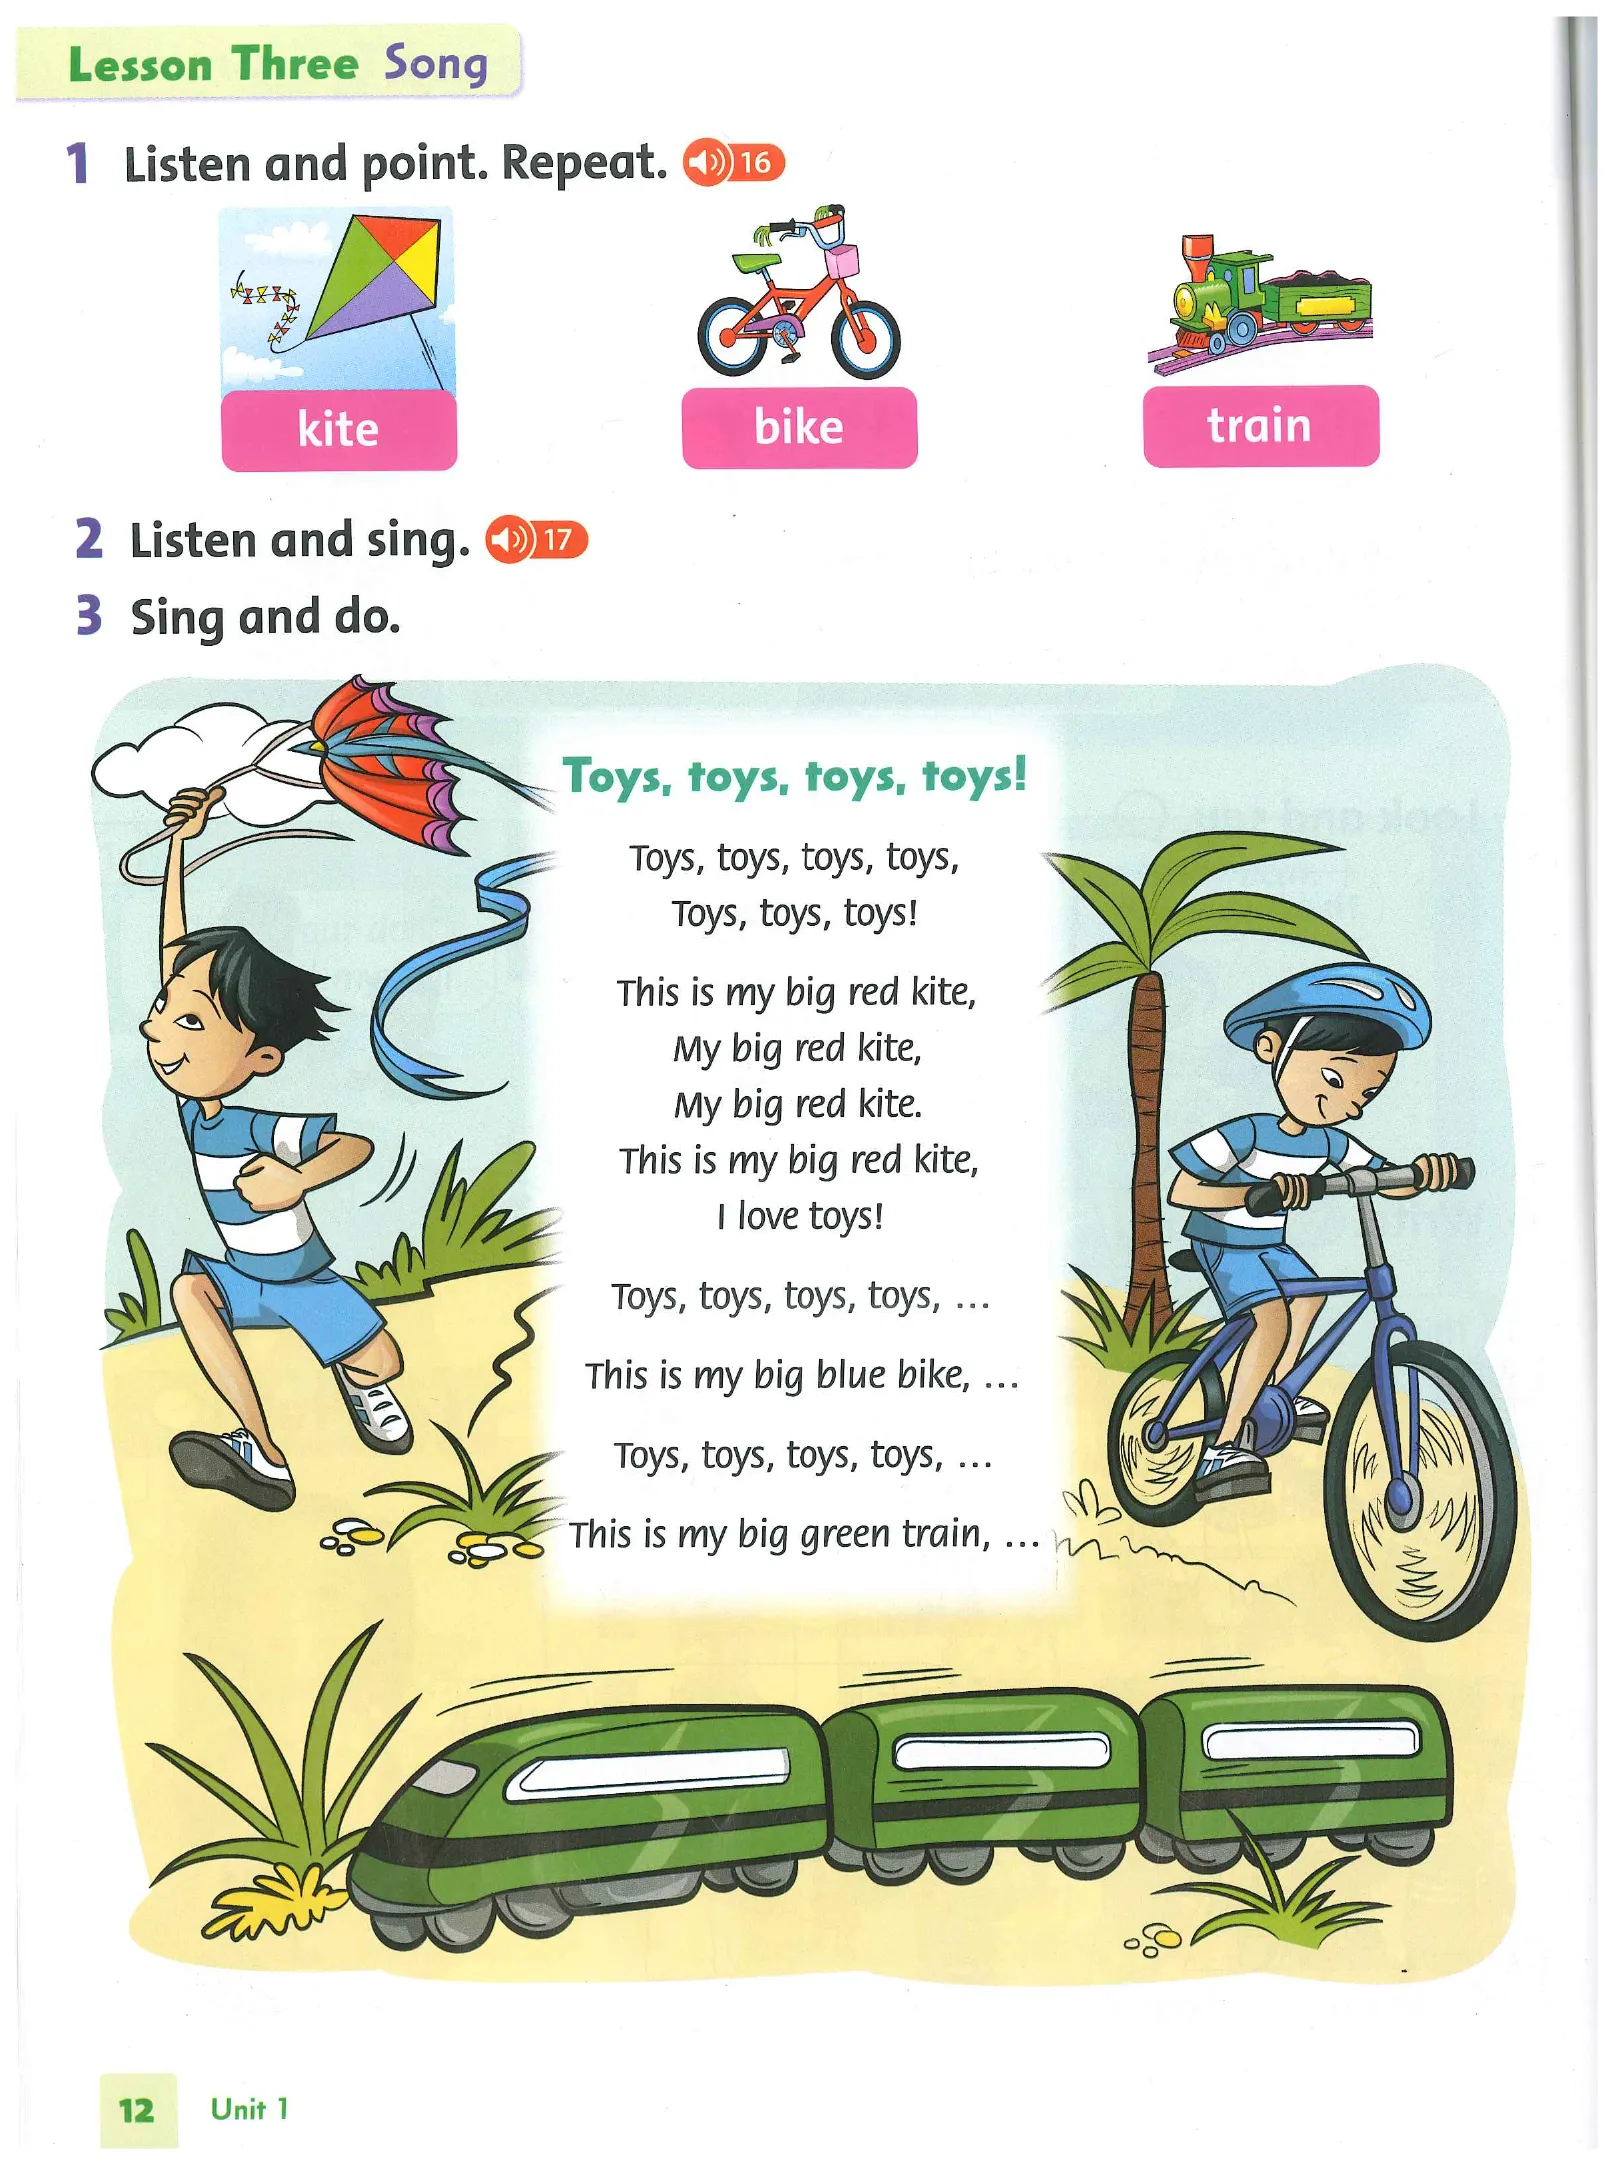 Lesson Three Song
1 Listen and point. Repeat. 16
kite
bike
train
2 Listen and sing. 17
3 Sing and do.
Toys, toys, toys, toys!
Toys, toys, toys, toys,
Toys, toys, toys!
This is my big red kite,
My big red kite,
My big red kite.
This is my big red kite,
I love toys!
Toys, toys, toys, toys, ...
This is my big blue bike, ...
Toys, toys, toys, toys, ...
This is my big green train, ...
12 Unit 1